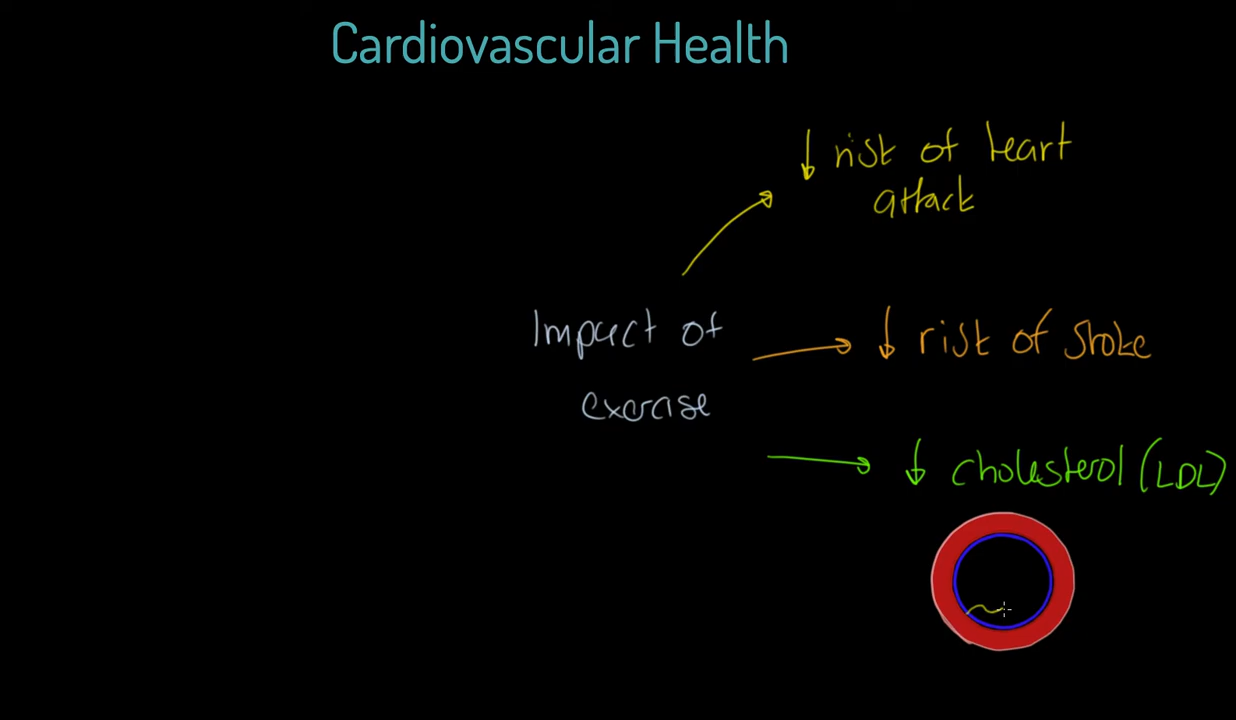 Cardiovascular Health
↓ risk of heart
attack
Impact of
exercise
↓ risk of stroke
↓ cholesterol (LDL)